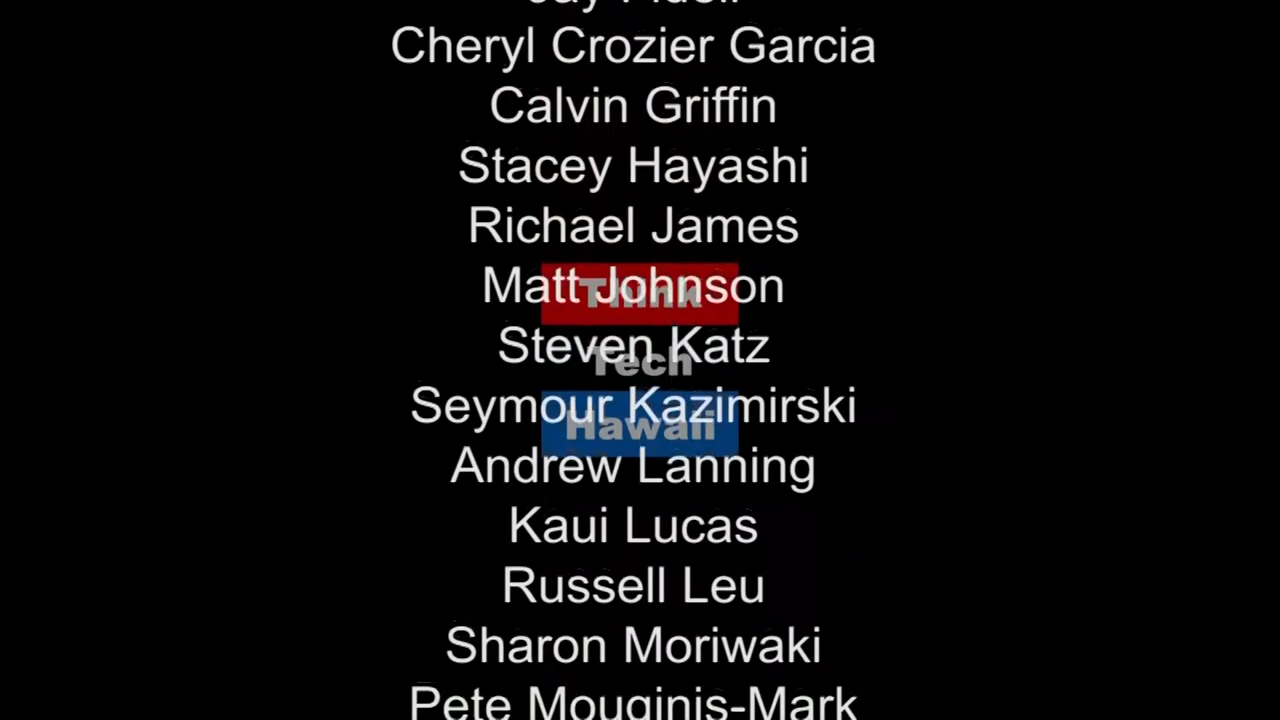 Cheryl Crozier Garcia
Calvin Griffin
Stacey Hayashi
Richael James
Matt Johnson
Think
Steven Katz
Tech
Seymour Kazimirski
Hawaii
Andrew Lanning
Kaui Lucas
Russell Leu
Sharon Moriwaki
Pete Mouginis-Mark